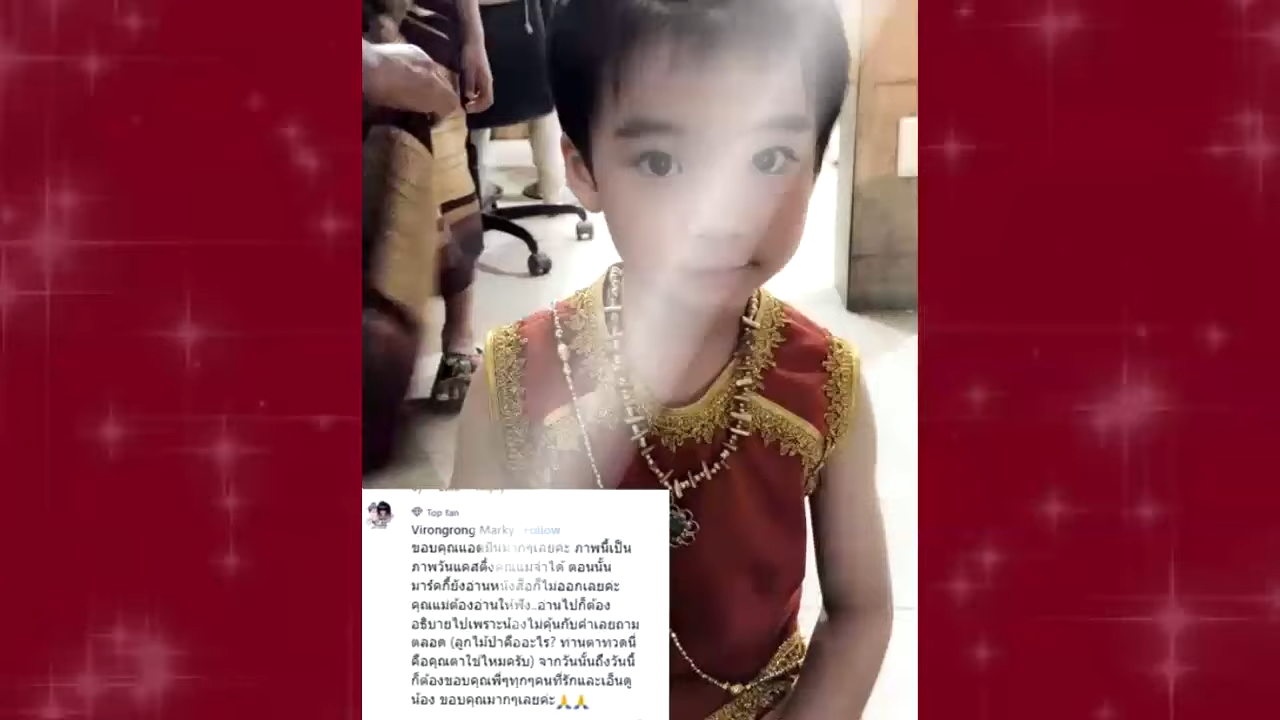 Top fan
Virongrong Marky Follow
ขอบคุณแอดมินมากๆเลยคะ ภาพนี้เป็น
ภาพวันแคสติ้งคุณแม่จำได้ ตอนนั้น
มาร์คกี้ยังอ่านหนังสือก็ไม่ออกเลยคะ
คุณแม่ต้องอ่านให้ฟัง..อ่านไปก็ต้อง
อธิบายไปเพราะน้องไม่คุ้นกับคำเลยถาม
ตลอด (ลูกไม้ป่าคืออะไร? ทานตาทวดนี่
คือคุณตาใช่ไหมครับ) จากวันนั้นถึงวันนี้
ก็ต้องขอบคุณพี่ๆทุกๆคนที่รักและเอ็นดู
น้อง ขอบคุณมากๆเลยค่ะ🙏🙏